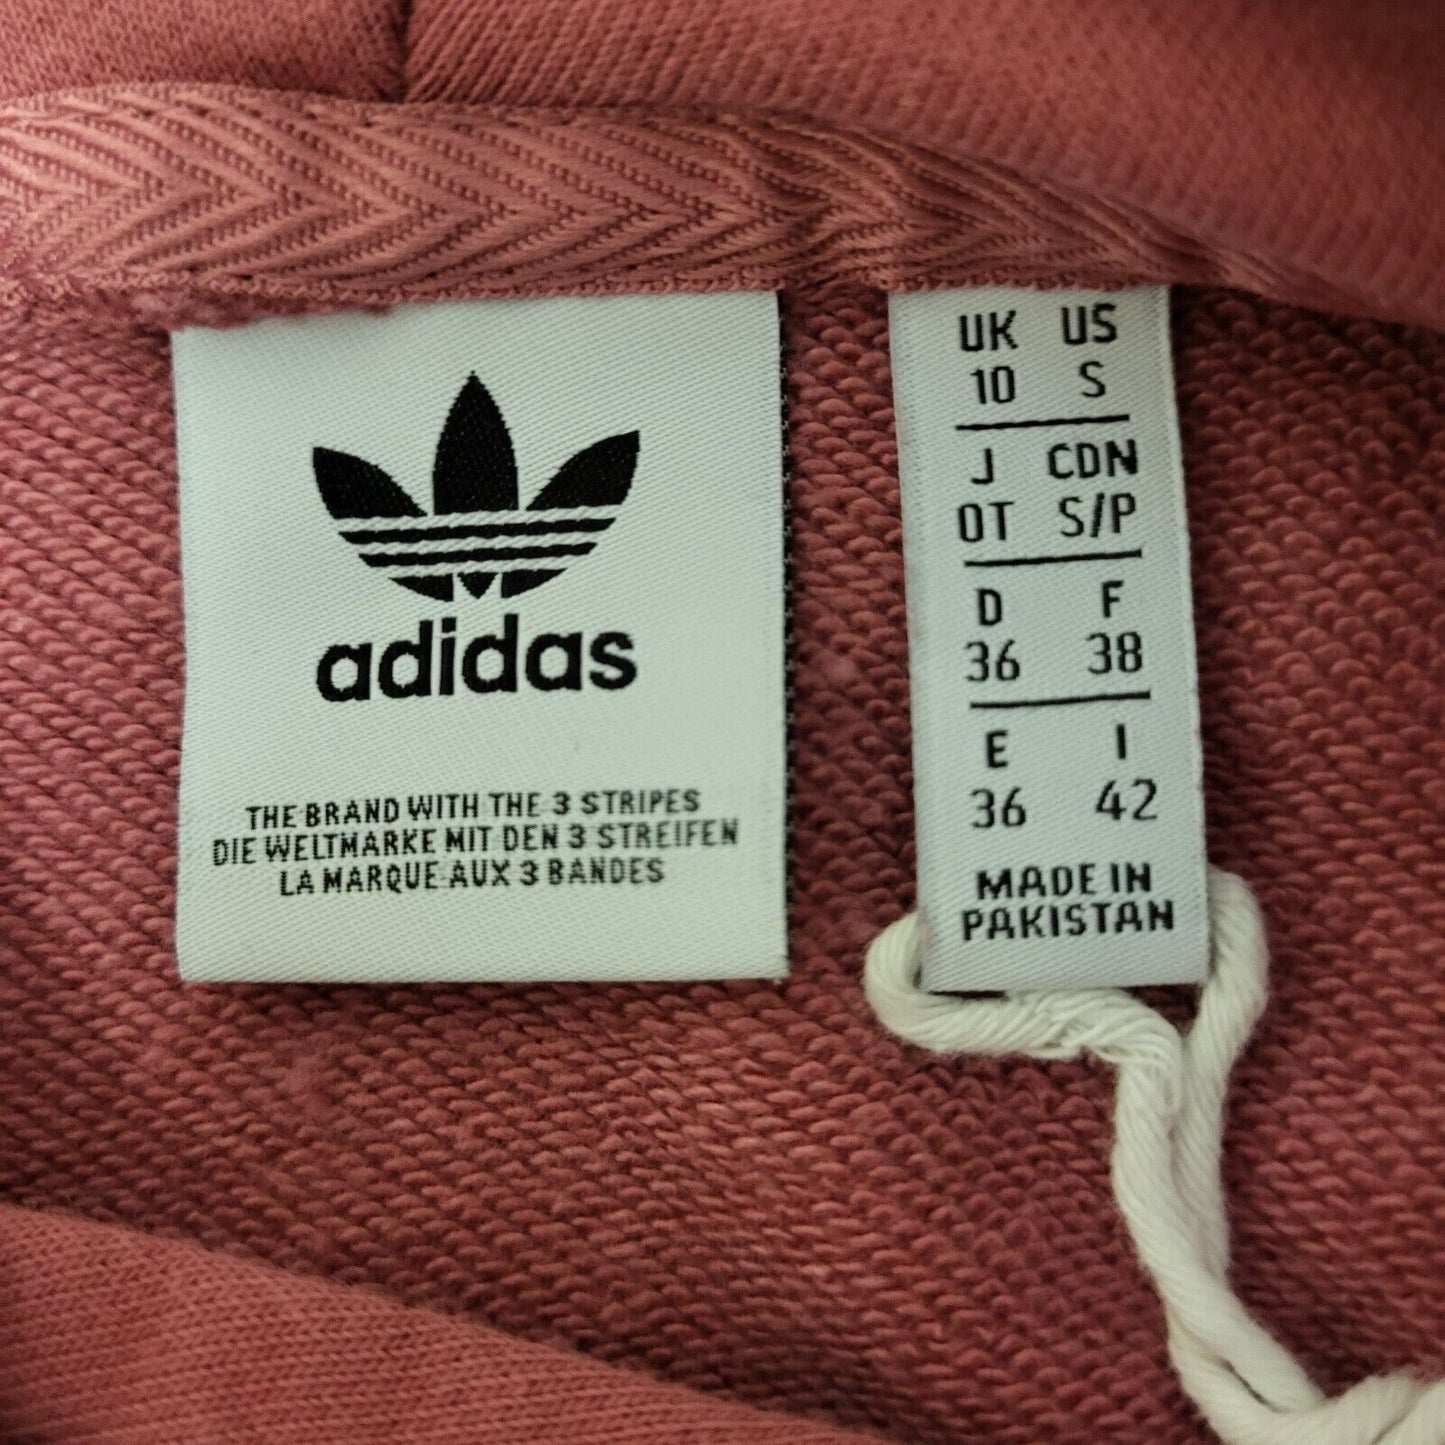 adidas
THE BRAND WITH THE 3 STRIPES
DIE WELTMARKE MIT DEN 3 STREIFEN
LA MARQUE AUX 3 BANDES
UK US
10 S
J CDN
OT S/P
D F
36 38
E I
36 42
MADE IN
PAKISTAN